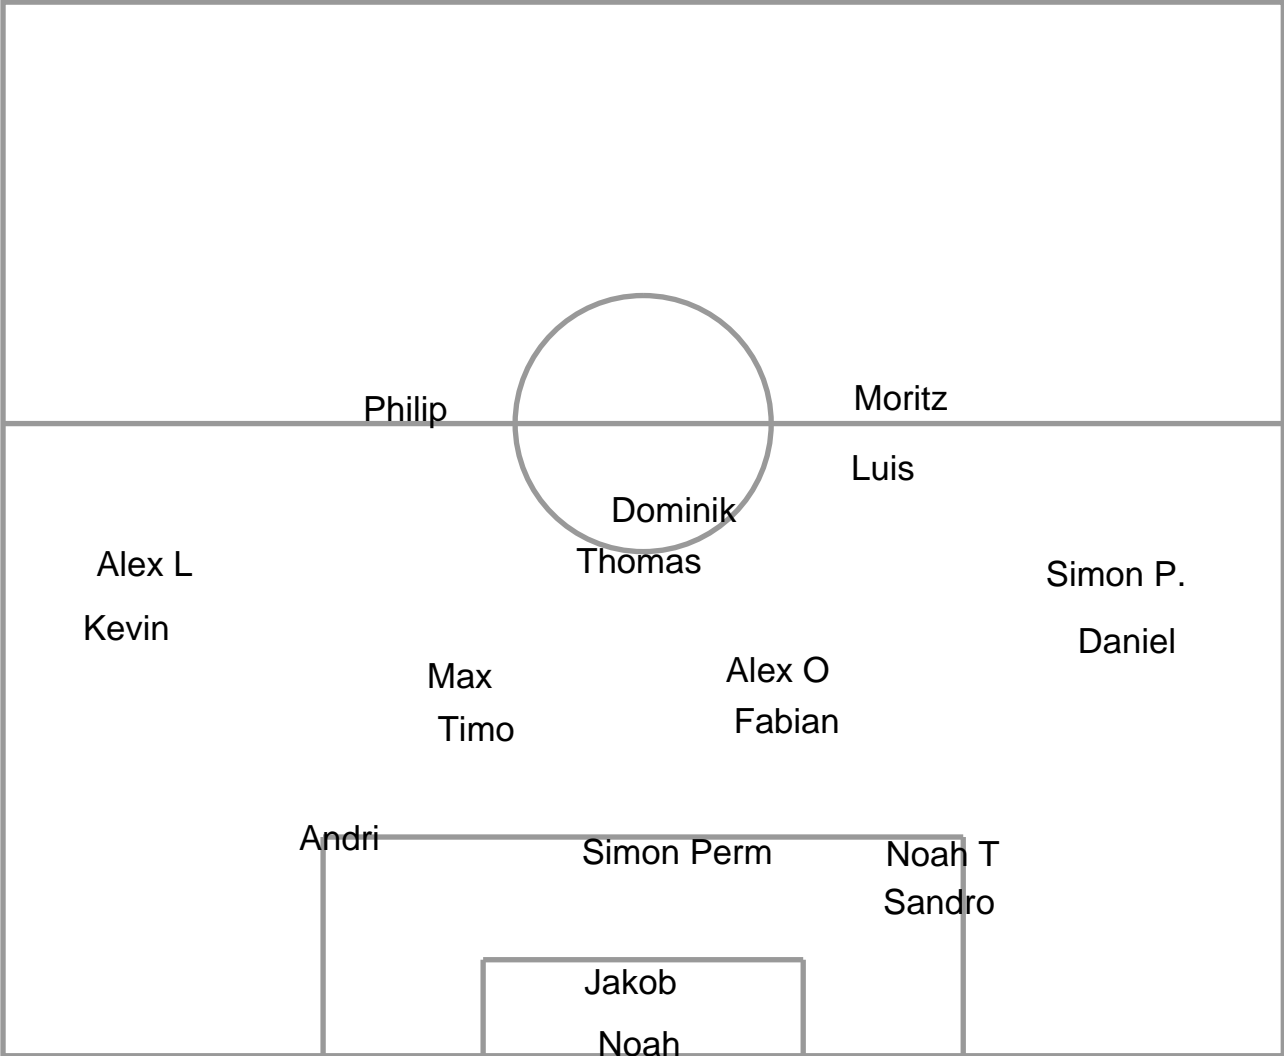 Philip
Moritz
Luis
Dominik
Thomas
Alex L
Simon P.
Kevin
Daniel
Max
Alex O
Timo
Fabian
Andri
Simon Perm
Noah T
Sandro
Jakob
Noah